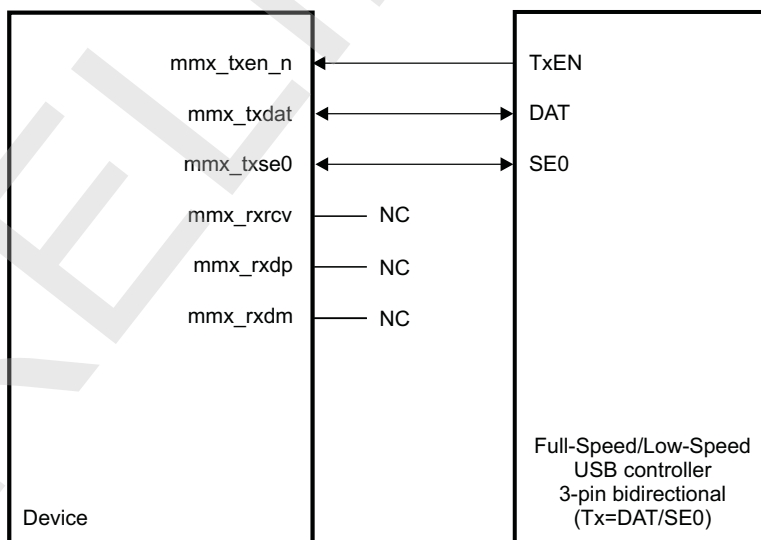 mmx_txen_n TxEN
mmx_txdat DAT
mmx_txse0 SE0
mmx_rxrcv NC
mmx_rxdp NC
mmx_rxdm NC
Full-Speed/Low-Speed
USB controller
3-pin bidirectional
(Tx=DAT/SE0)
Device